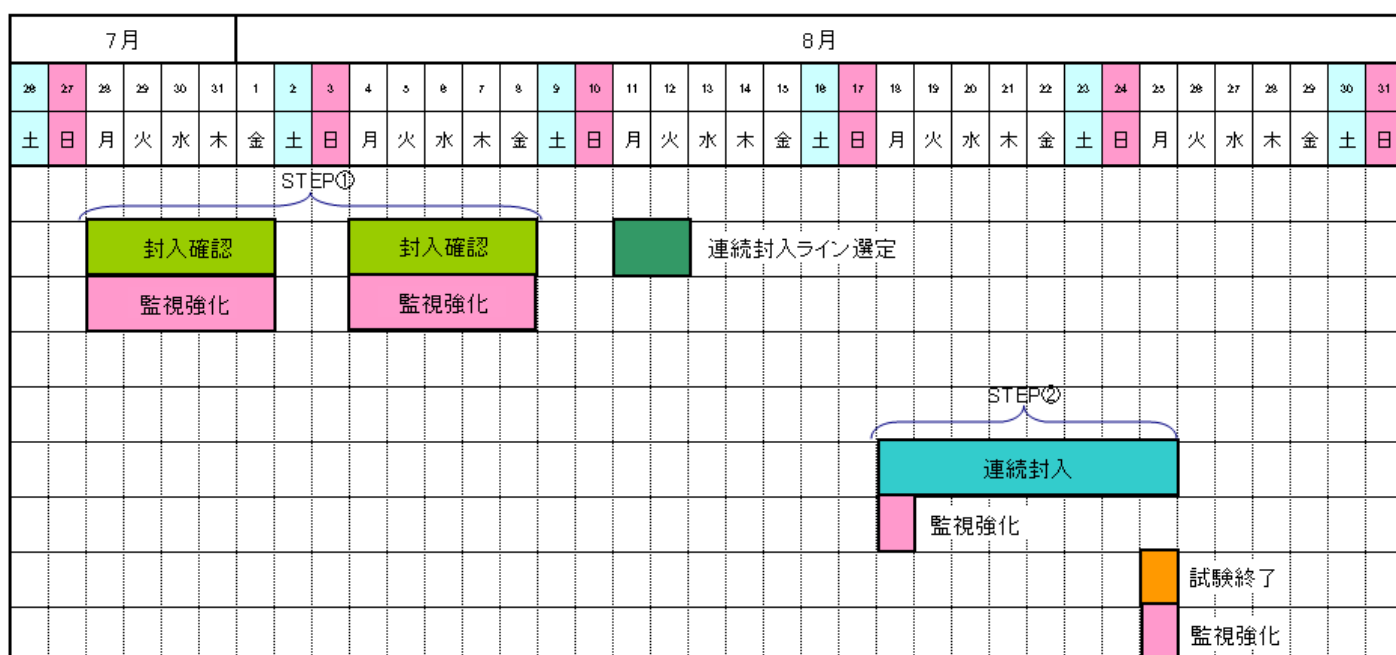 7月 8月
26 27 28 29 30 31 1 2 3 4 5 6 7 8 9 10 11 12 13 14 15 16 17 18 19 20 21 22 23 24 25 26 27 28 29 30 31
土 日 月 火 水 木 金 土 日 月 火 水 木 金 土 日 月 火 水 木 金 土 日 月 火 水 木 金 土 日 月 火 水 木 金 土 日
STEP①
封入確認 封入確認 連続封入ライン選定
監視強化 監視強化
STEP②
連続封入
監視強化
試験終了
監視強化